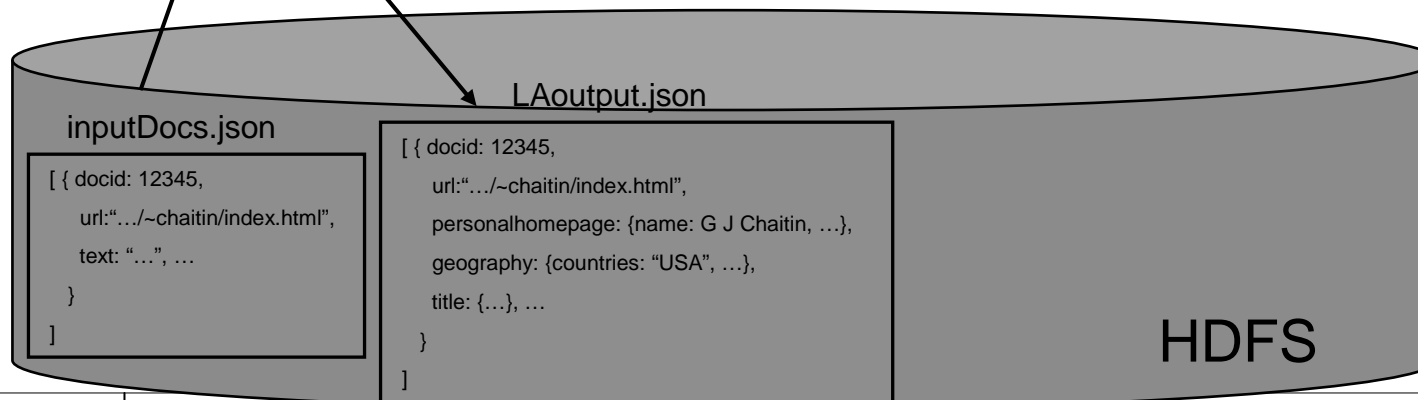 LAoutput.json
inputDocs.json
[ { docid: 12345,
url:“…/~chaitin/index.html”,
text: “…”, …
}
]
[ { docid: 12345,
url:“…/~chaitin/index.html”,
personalhomepage: {name: G J Chaitin, …},
geography: {countries: “USA”, …},
title: {…}, …
}
]
HDFS